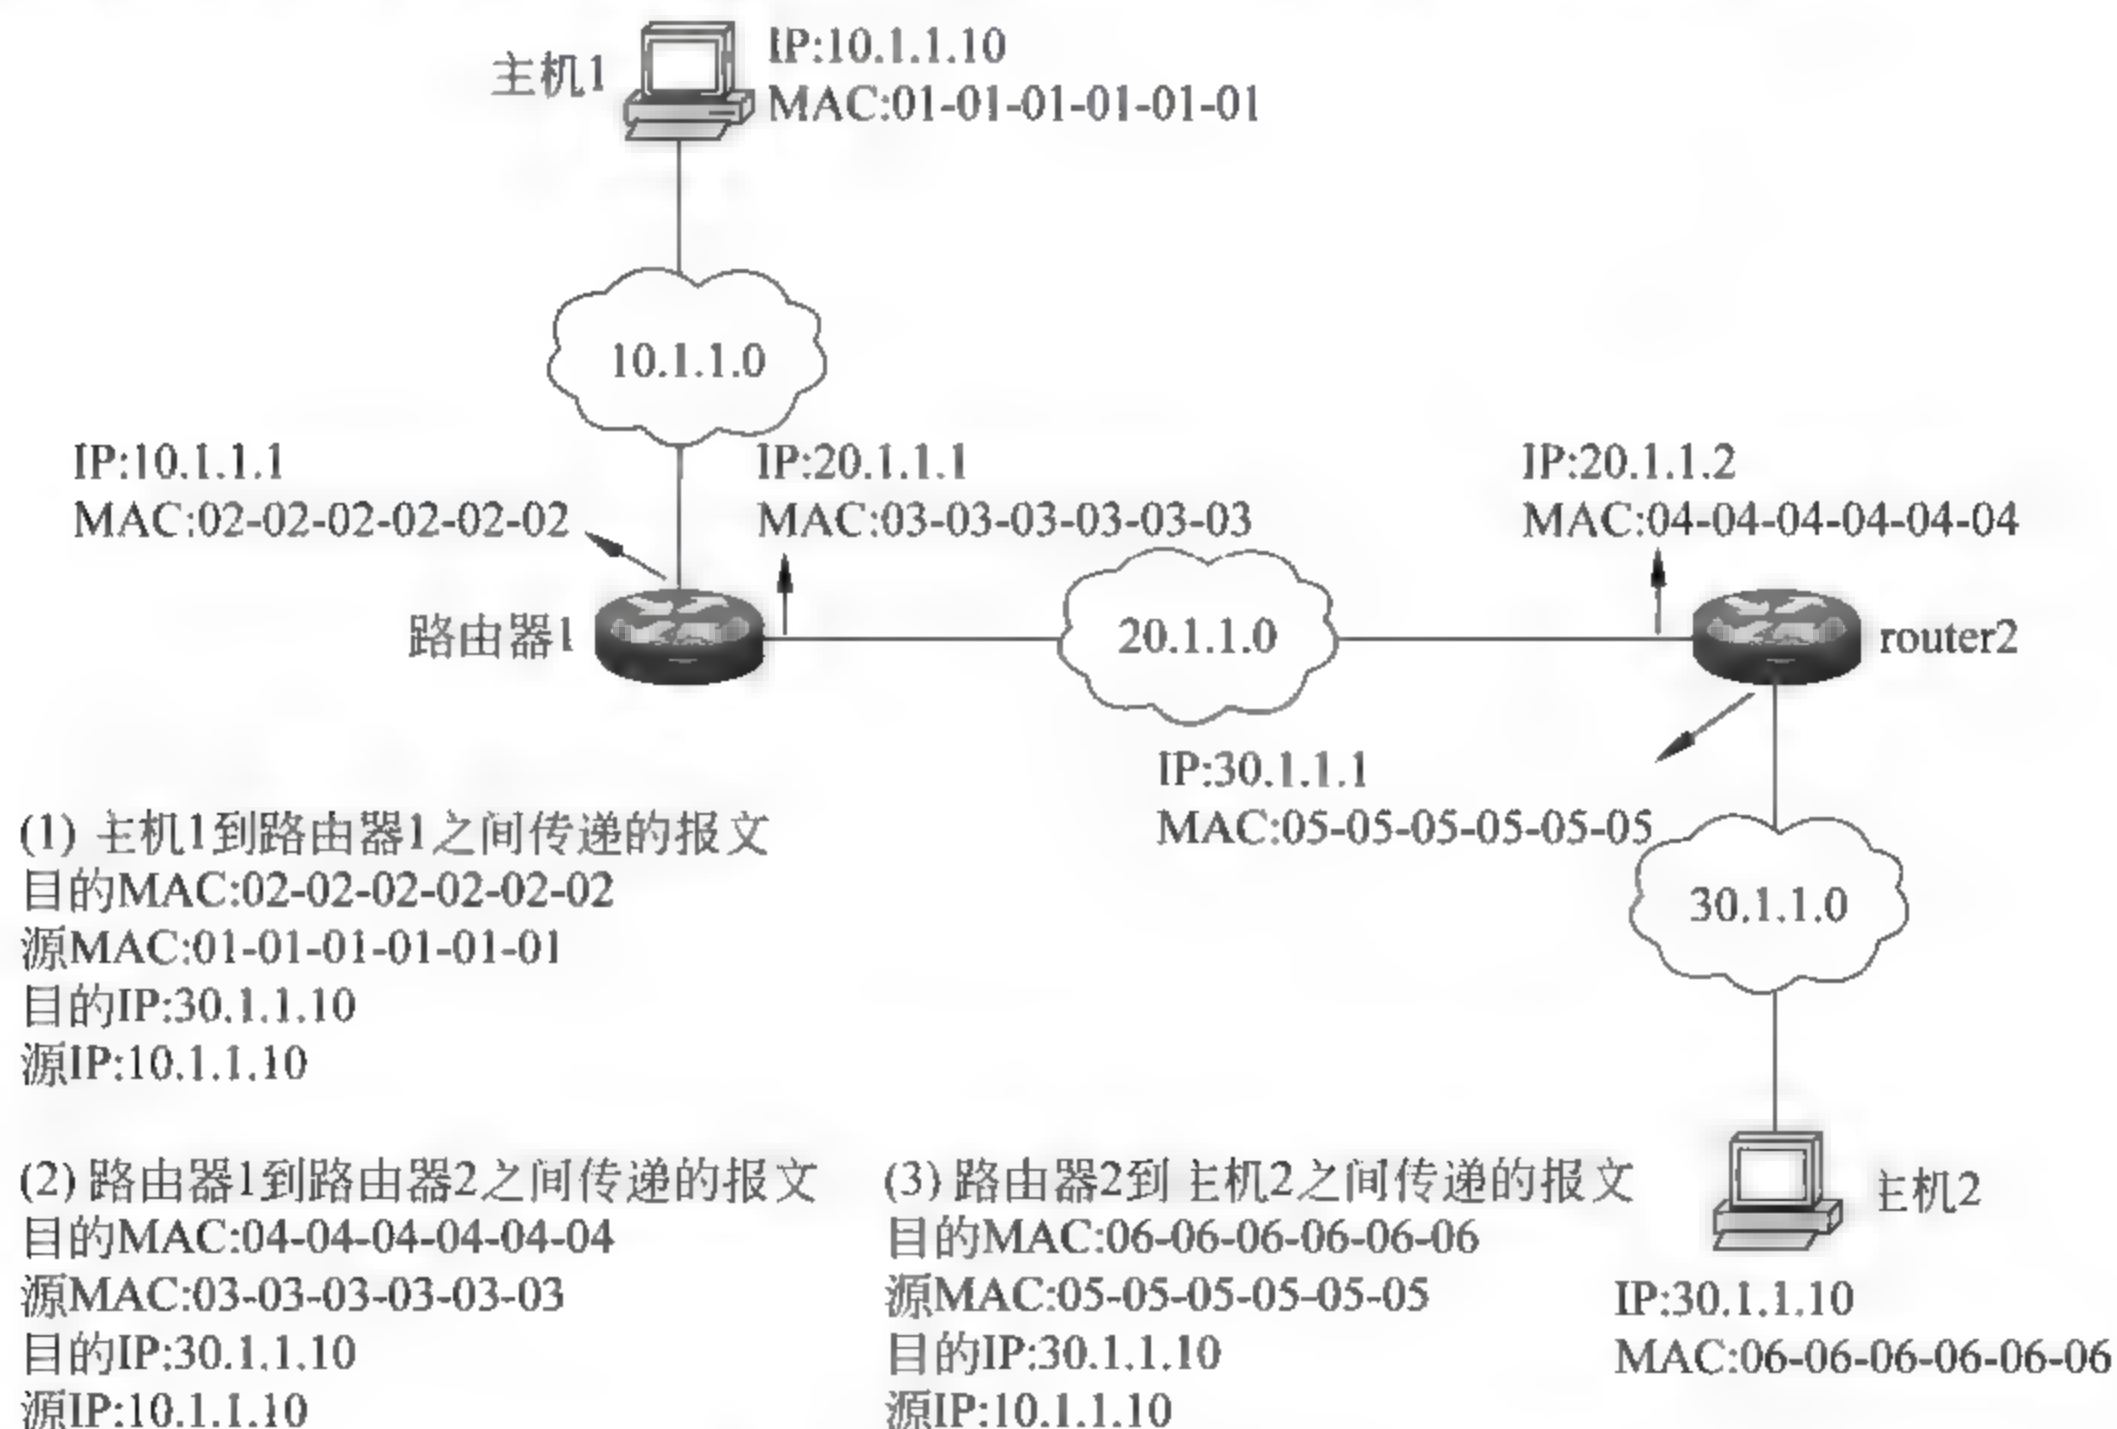 主机1
IP:10.1.1.10
MAC:01-01-01-01-01-01
10.1.1.0
IP:10.1.1.1
MAC:02-02-02-02-02-02
IP:20.1.1.1
MAC:03-03-03-03-03-03
IP:20.1.1.2
MAC:04-04-04-04-04-04
路由器1
20.1.1.0
router2
IP:30.1.1.1
MAC:05-05-05-05-05-05
30.1.1.0
(1) 主机1到路由器1之间传递的报文
目的MAC:02-02-02-02-02-02
源MAC:01-01-01-01-01-01
目的IP:30.1.1.10
源IP:10.1.1.10
(2) 路由器1到路由器2之间传递的报文
目的MAC:04-04-04-04-04-04
源MAC:03-03-03-03-03-03
目的IP:30.1.1.10
源IP:10.1.1.10
(3) 路由器2到主机2之间传递的报文
目的MAC:06-06-06-06-06-06
源MAC:05-05-05-05-05-05
目的IP:30.1.1.10
源IP:10.1.1.10
主机2
IP:30.1.1.10
MAC:06-06-06-06-06-06